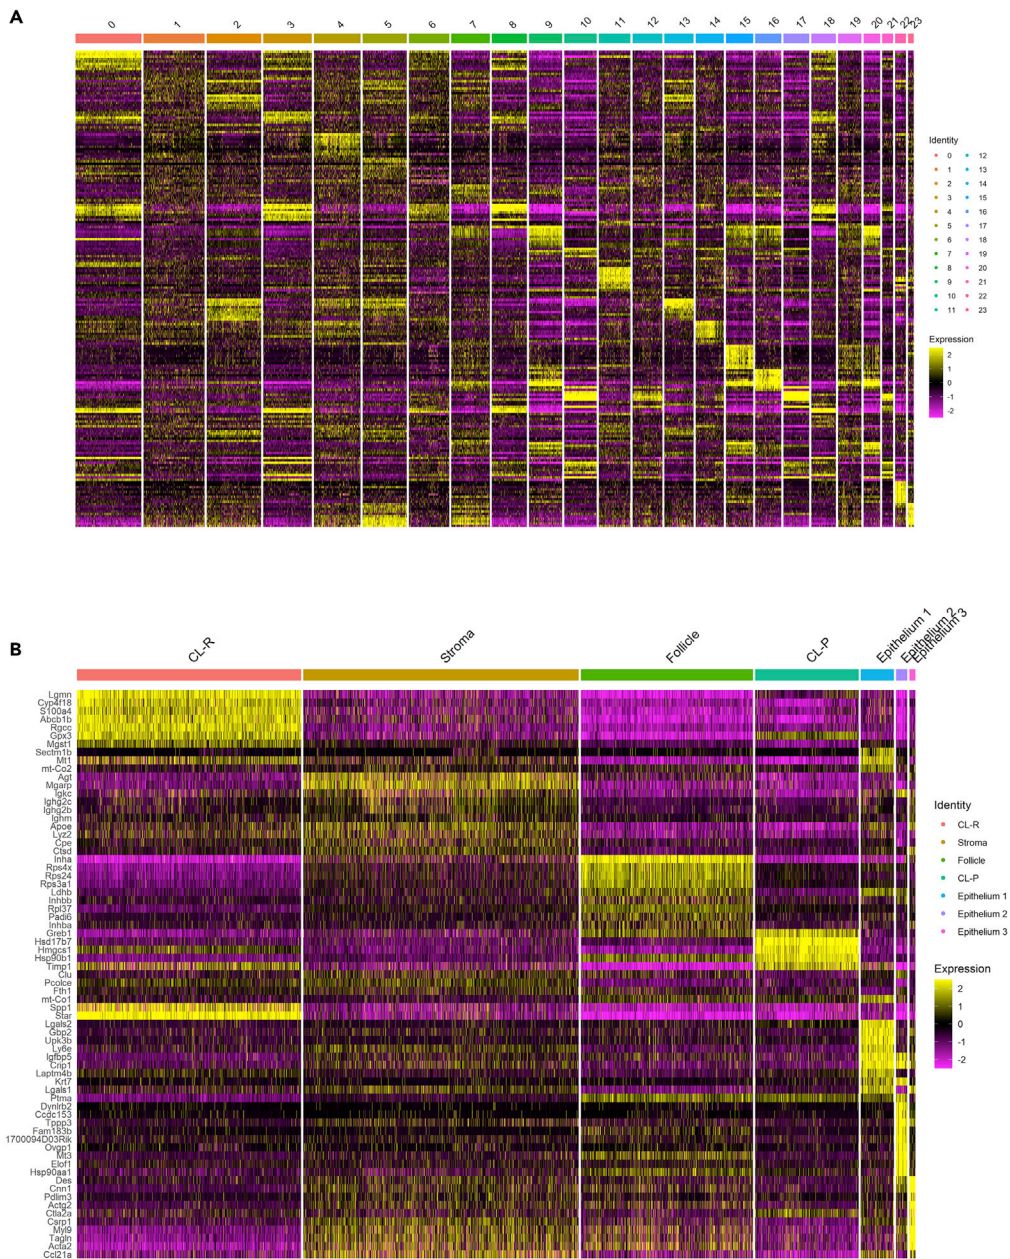 A
0 1 2 3 4 5 6 7 8 9 10 11 12 13 14 15 16 17 18 19 20 21 22 23
Identity
0 12
1 13
2 14
3 15
4 16
5 17
6 18
7 19
8 20
9 21
10 22
11 23
Expression
2
1
0
-1
-2
B
CL-R Stroma Follicle CL-P Epithelium 1 Epithelium 2 Epithelium 3
Lgmn
Cyp4f18
S100a4
Abcb1b
Rgcc
Gpx3
Mgst1
Sectm1b
Mt1
mt-Co2
Agt
Mgarp
Igkc
Ighg2c
Ighg2b
Ighm
Apoe
Lyz2
Cpe
Ctsd
Inha
Rps4x
Rps24
Rps3a1
Ldhb
Inhbb
Rpl37
Padi6
Inhba
Greb1
Hsd17b7
Hmgcs1
Hsp90b1
Timp1
Clu
Pcolce
Fth1
mt-Co1
Spp1
Star
Lgals2
Gbp2
Upk3b
Ly6e
Igfbp5
Crip1
Laptm4b
Krt7
Lgals1
Ptma
Dynlrb2
Ccdc153
Tppp3
Fam183b
1700094D03Rik
Ovgp1
Mt3
Elof1
Hsp90aa1
Des
Cnn1
Pdlim3
Actg2
Ctla2a
Csrp1
Myl9
Tagln
Acta2
Ccl21a
Identity
CL-R
Stroma
Follicle
CL-P
Epithelium 1
Epithelium 2
Epithelium 3
Expression
2
1
0
-1
-2